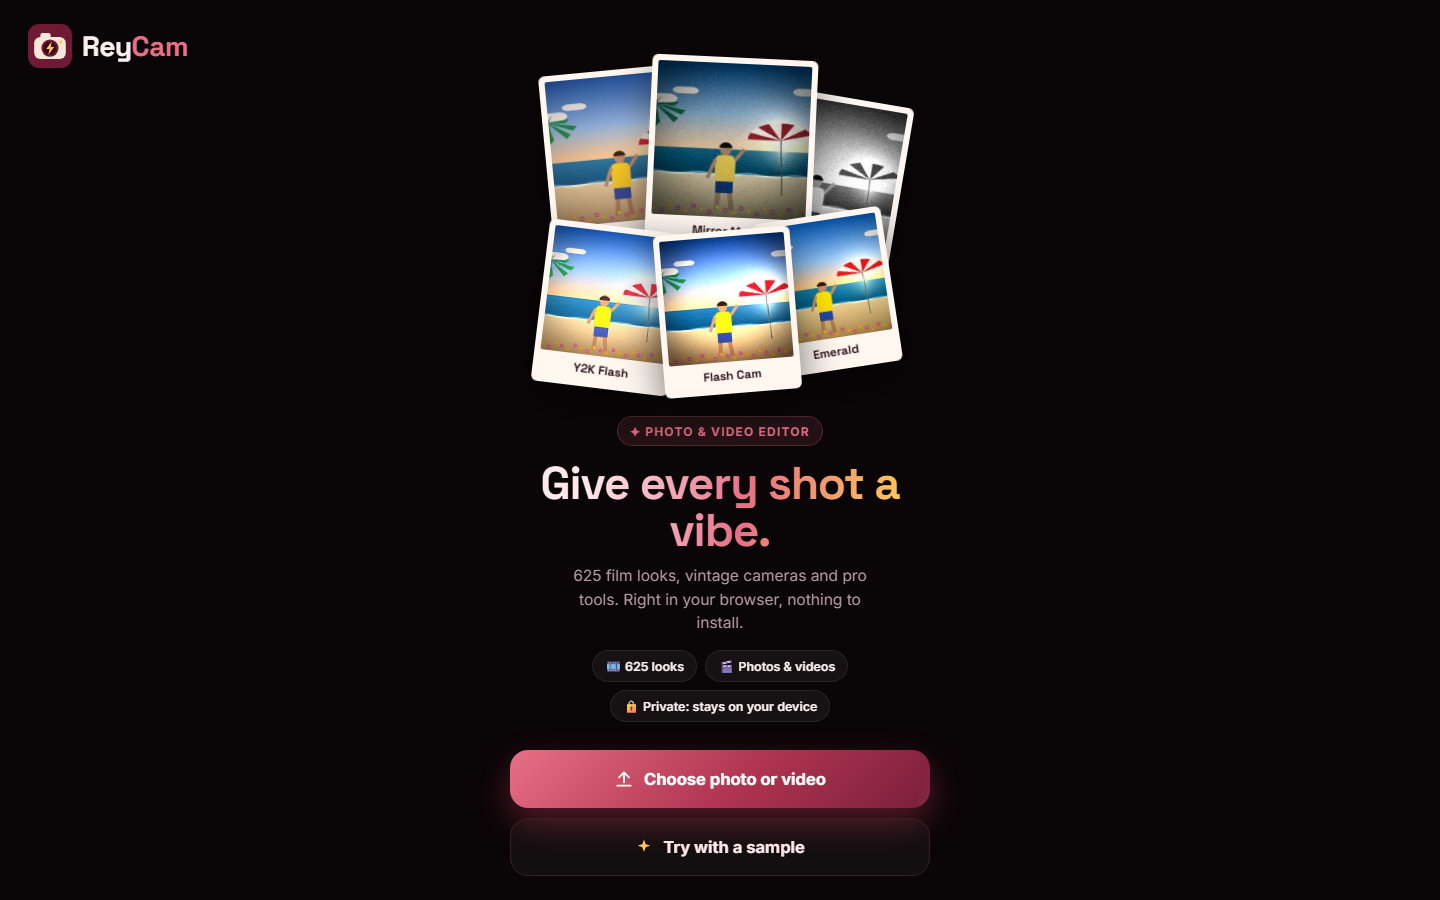 ReyCam
Mirror M
Y2K Flash
Flash Cam
Emerald
✦ PHOTO & VIDEO EDITOR
Give every shot a
vibe.
625 film looks, vintage cameras and pro
tools. Right in your browser, nothing to
install.
625 looks
Photos & videos
Private: stays on your device
Choose photo or video
Try with a sample